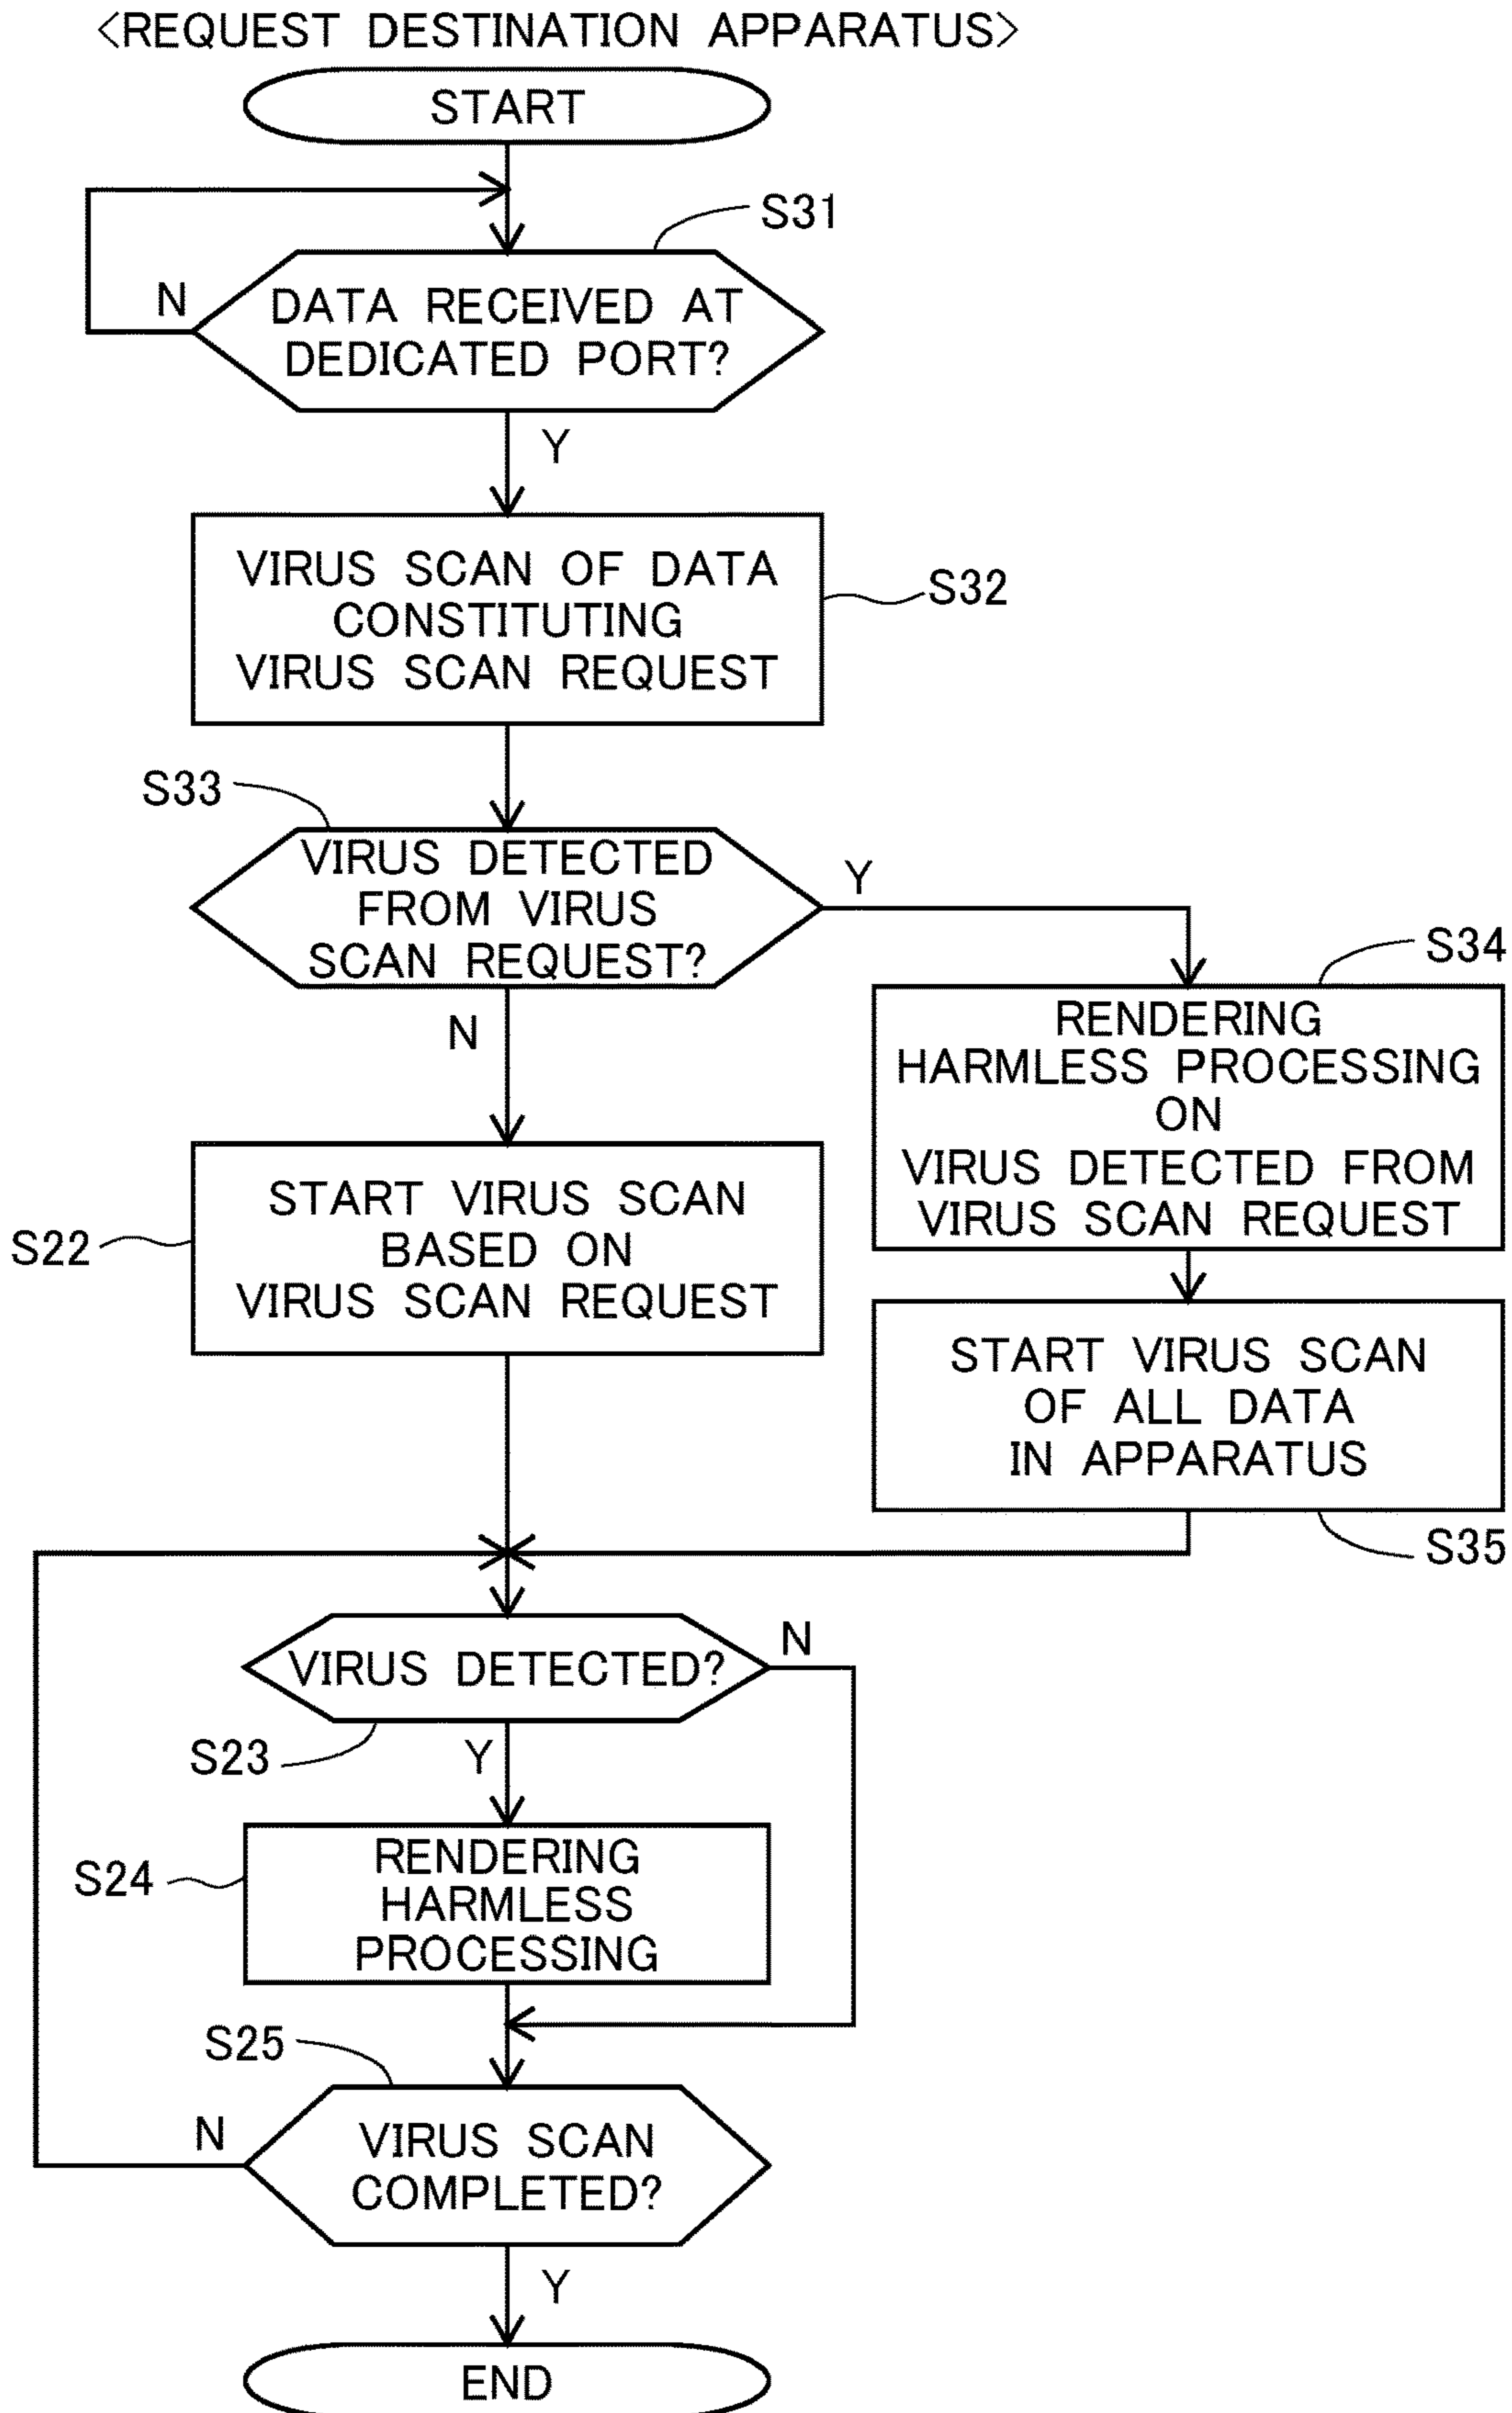 <REQUEST DESTINATION APPARATUS>
START
S31
N
DATA RECEIVED AT
DEDICATED PORT?
Y
VIRUS SCAN OF DATA
CONSTITUTING
VIRUS SCAN REQUEST
S32
S33
VIRUS DETECTED
FROM VIRUS
SCAN REQUEST?
Y
N
S34
RENDERING
HARMLESS PROCESSING
ON
VIRUS DETECTED FROM
VIRUS SCAN REQUEST
S22
START VIRUS SCAN
BASED ON
VIRUS SCAN REQUEST
START VIRUS SCAN
OF ALL DATA
IN APPARATUS
S35
VIRUS DETECTED?
N
S23
Y
S24
RENDERING
HARMLESS
PROCESSING
S25
N
VIRUS SCAN
COMPLETED?
Y
END